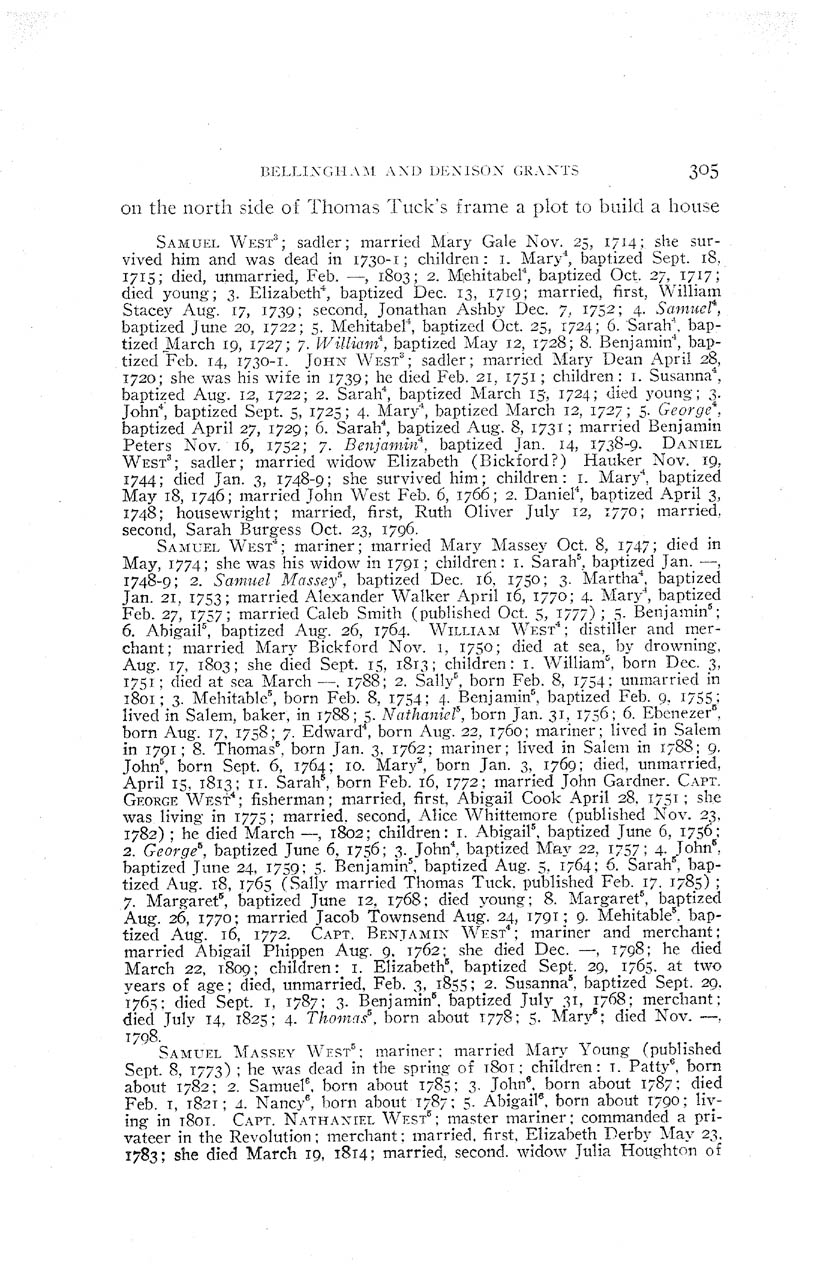 BELLINGHAM AND DENISON GRANTS 305
on the north side of Thomas Tuck's frame a plot to build a house
SAMUEL WEST³; sadler; married Mary Gale Nov. 25, 1714; she sur-
vived him and was dead in 1730-1; children: 1. Mary⁴, baptized Sept. 18,
1715; died, unmarried, Feb. —, 1803; 2. Mehitabel⁴, baptized Oct. 27, 1717;
died young; 3. Elizabeth⁴, baptized Dec. 13, 1719; married, first, William
Stacey Aug. 17, 1739; second, Jonathan Ashby Dec. 7, 1752; 4. Samuel⁴,
baptized June 20, 1722; 5. Mehitabel⁴, baptized Oct. 25, 1724; 6. Sarah⁴, bap-
tized March 19, 1727; 7. William⁴, baptized May 12, 1728; 8. Benjamin⁴, bap-
tized Feb. 14, 1730-1. JOHN WEST³; sadler; married Mary Dean April 28,
1720; she was his wife in 1739; he died Feb. 21, 1751; children: 1. Susanna⁴,
baptized Aug. 12, 1722; 2. Sarah⁴, baptized March 15, 1724; died young; 3.
John⁴, baptized Sept. 5, 1725; 4. Mary⁴, baptized March 12, 1727; 5. George⁴,
baptized April 27, 1729; 6. Sarah⁴, baptized Aug. 8, 1731; married Benjamin
Peters Nov. 16, 1752; 7. Benjamin⁴, baptized Jan. 14, 1738-9. DANIEL
WEST³; sadler; married widow Elizabeth (Bickford?) Hauker Nov. 19,
1744; died Jan. 3, 1748-9; she survived him; children: 1. Mary⁴, baptized
May 18, 1746; married John West Feb. 6, 1766; 2. Daniel⁴, baptized April 3,
1748; housewright; married, first, Ruth Oliver July 12, 1770; married,
second, Sarah Burgess Oct. 23, 1796.
SAMUEL WEST⁴; mariner; married Mary Massey Oct. 8, 1747; died in
May, 1774; she was his widow in 1791; children: 1. Sarah⁵, baptized Jan. —,
1748-9; 2. Samuel Massey⁵, baptized Dec. 16, 1750; 3. Martha⁴, baptized
Jan. 21, 1753; married Alexander Walker April 16, 1770; 4. Mary⁴, baptized
Feb. 27, 1757; married Caleb Smith (published Oct. 5, 1777); 5. Benjamin⁵;
6. Abigail⁵, baptized Aug. 26, 1764. WILLIAM WEST⁴; distiller and mer-
chant; married Mary Bickford Nov. 1, 1750; died at sea, by drowning,
Aug. 17, 1803; she died Sept. 15, 1813; children: 1. William⁵, born Dec. 3,
1751; died at sea March —, 1788; 2. Sally⁵, born Feb. 8, 1754; unmarried in
1801; 3. Mehitable⁵, born Feb. 8, 1754; 4. Benjamin⁵, baptized Feb. 9, 1755;
lived in Salem, baker, in 1788; 5. Nathaniel⁵, born Jan. 31, 1756; 6. Ebenezer⁵,
born Aug. 17, 1758; 7. Edward⁴, born Aug. 22, 1760; mariner; lived in Salem
in 1791; 8. Thomas⁵, born Jan. 3, 1762; mariner; lived in Salem in 1788; 9.
John⁵, born Sept. 6, 1764; 10. Mary², born Jan. 3, 1769; died, unmarried,
April 15, 1813; 11. Sarah⁵, born Feb. 16, 1772; married John Gardner. CAPT.
GEORGE WEST⁴; fisherman; married, first, Abigail Cook April 28, 1751; she
was living in 1775; married, second, Alice Whittemore (published Nov. 23,
1782); he died March —, 1802; children: 1. Abigail⁵, baptized June 6, 1756;
2. George⁵, baptized June 6, 1756; 3. John⁴, baptized May 22, 1757; 4. John⁵,
baptized June 24, 1759; 5. Benjamin⁵, baptized Aug. 5, 1764; 6. Sarah⁵, bap-
tized Aug. 18, 1765 (Sally married Thomas Tuck, published Feb. 17, 1785);
7. Margaret⁵, baptized June 12, 1768; died young; 8. Margaret⁵, baptized
Aug. 26, 1770; married Jacob Townsend Aug. 24, 1791; 9. Mehitable⁵, bap-
tized Aug. 16, 1772. CAPT. BENJAMIN WEST⁴; mariner and merchant;
married Abigail Phippen Aug. 9, 1762; she died Dec. —, 1798; he died
March 22, 1809; children: 1. Elizabeth⁵, baptized Sept. 29, 1765, at two
years of age; died, unmarried, Feb. 3, 1855; 2. Susanna⁵, baptized Sept. 29,
1765; died Sept. 1, 1787; 3. Benjamin⁵, baptized July 31, 1768; merchant;
died July 14, 1825; 4. Thomas⁵, born about 1778; 5. Mary⁵; died Nov. —,
1798.
SAMUEL MASSEY WEST⁵; mariner; married Mary Young (published
Sept. 8, 1773); he was dead in the spring of 1801; children: 1. Patty⁶, born
about 1782; 2. Samuel⁶, born about 1785; 3. John⁶, born about 1787; died
Feb. 1, 1821; 4. Nancy⁶, born about 1787; 5. Abigail⁶, born about 1790; liv-
ing in 1801. CAPT. NATHANIEL WEST⁵; master mariner; commanded a pri-
vateer in the Revolution; merchant; married, first, Elizabeth Derby May 23,
1783; she died March 19, 1814; married, second, widow Julia Houghton of